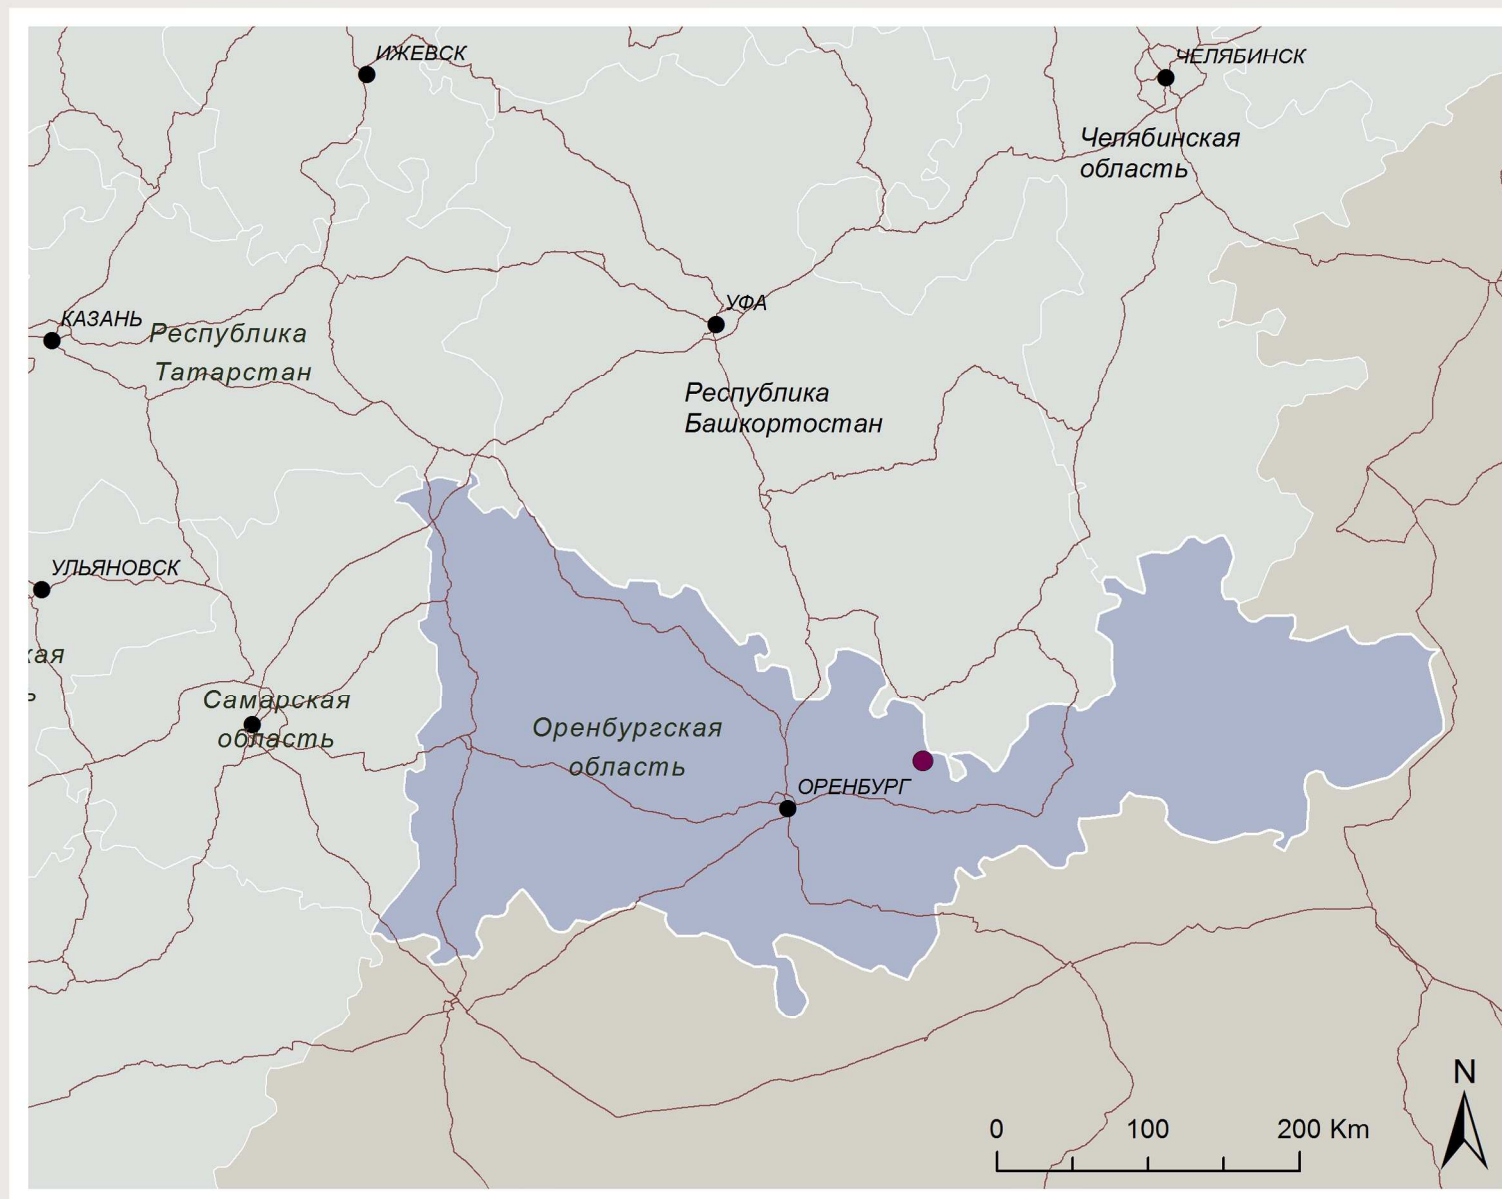 ИЖЕВСК
ЧЕЛЯБИНСК
Челябинская
область
УФА
КАЗАНЬ
Республика
Татарстан
Республика
Башкортостан
УЛЬЯНОВСК
кая
ь
Самарская
область
Оренбургская
область
ОРЕНБУРГ
N
0 100 200 Km